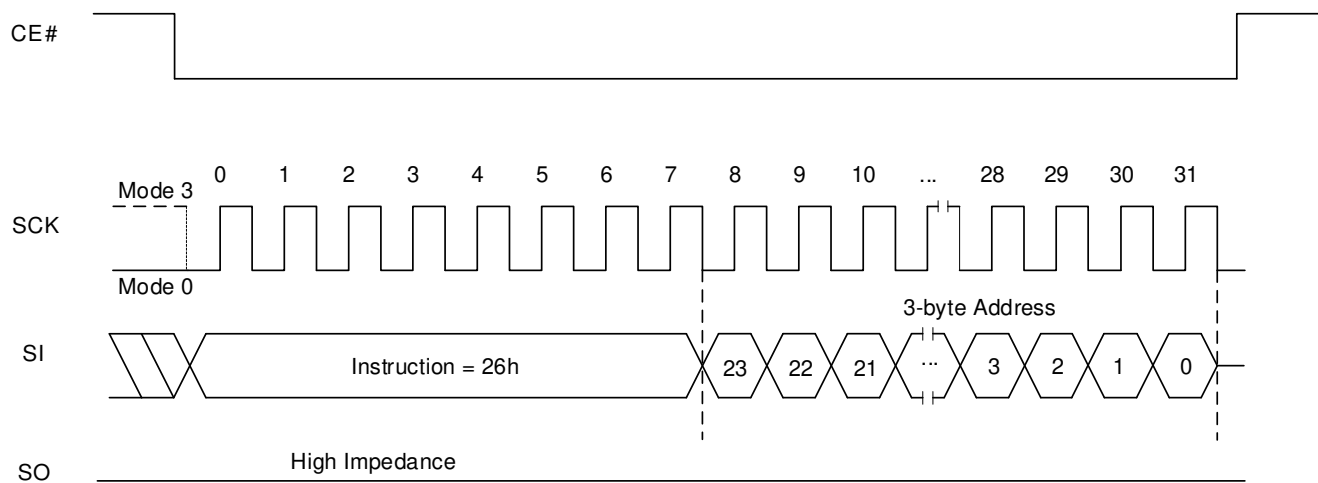 CE#
0 1 2 3 4 5 6 7 8 9 10 ... 28 29 30 31
Mode 3
SCK
Mode 0
3-byte Address
SI
Instruction = 26h
23 22 21 ... 3 2 1 0
High Impedance
SO